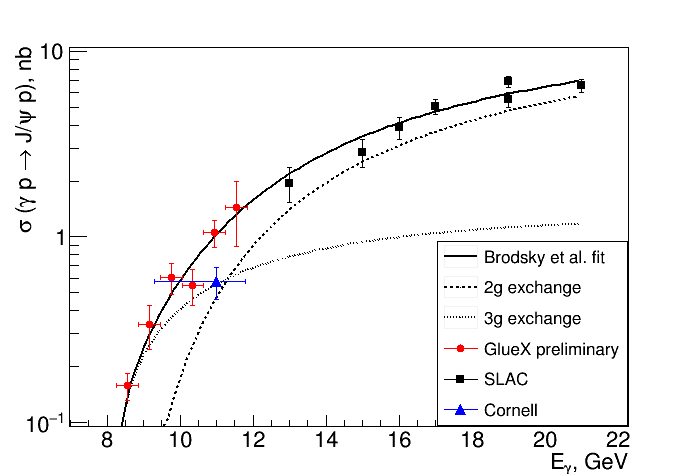 σ (γ p → J/ψ p), nb
10
1
10⁻¹
8 10 12 14 16 18 20 22
E_γ, GeV
Brodsky et al. fit
2g exchange
3g exchange
GlueX preliminary
SLAC
Cornell